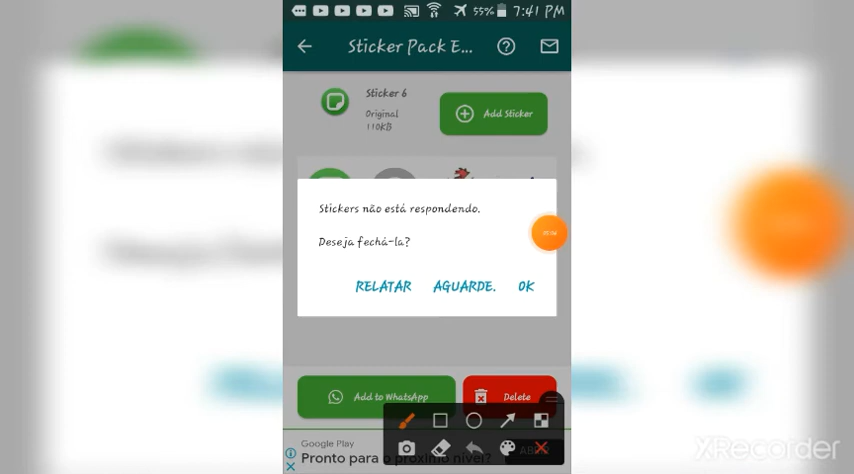 55% 7:41 PM
Sticker Pack E...
Sticker 6
Original
110KB
Add Sticker
Stickers não está respondendo.
Deseja fechá-la?
RELATAR AGUARDE. OK
Add to WhatsApp
Delete
Google Play
Pronto para o próximo nível?
XRecorder